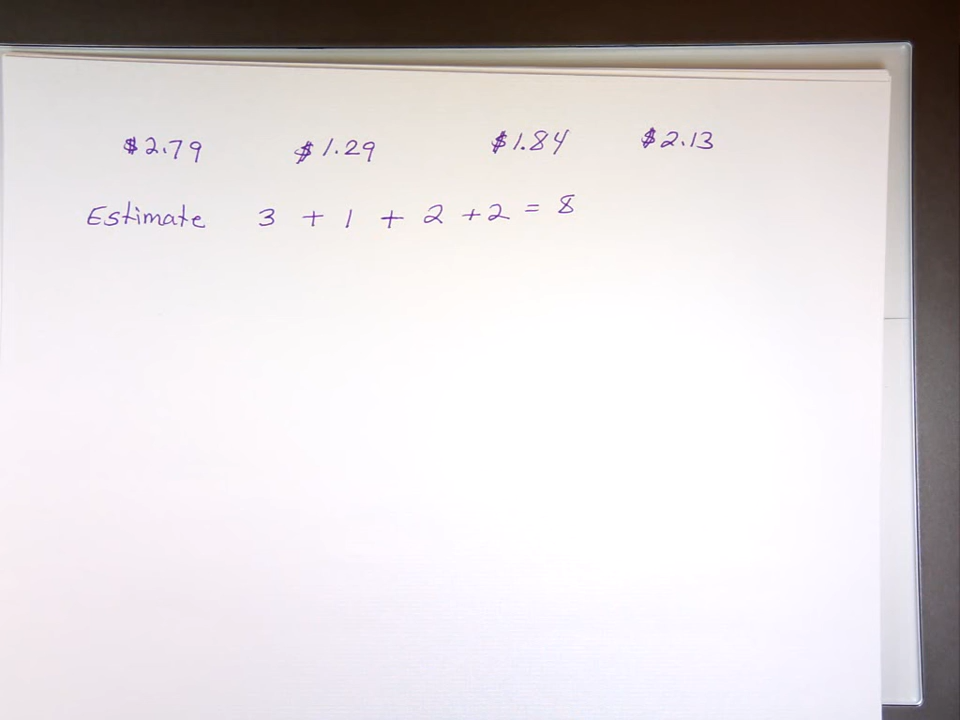 $2.79 $1.29 $1.84 $2.13
Estimate 3 + 1 + 2 + 2 = 8